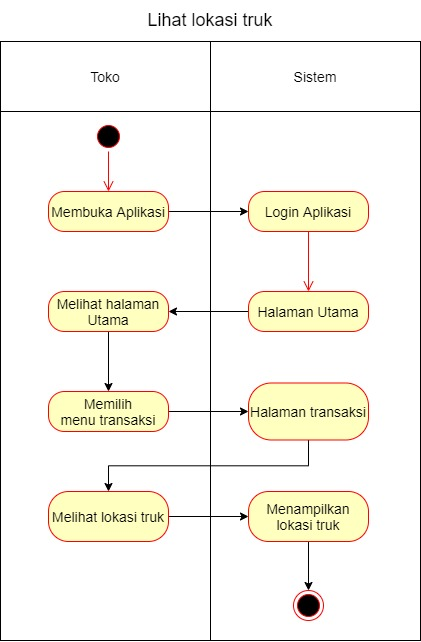 Lihat lokasi truk
Toko
Sistem
Membuka Aplikasi
Login Aplikasi
Melihat halaman
Utama
Halaman Utama
Memilih
menu transaksi
Halaman transaksi
Melihat lokasi truk
Menampilkan
lokasi truk